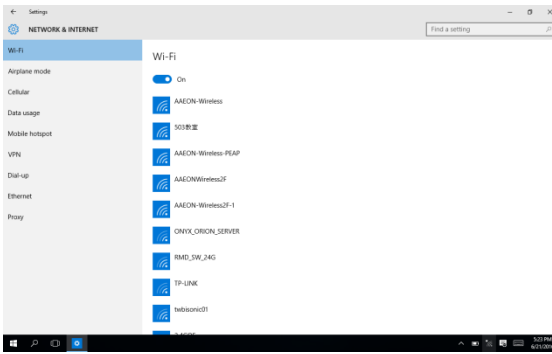 Settings
NETWORK & INTERNET
Find a setting
Wi-Fi
Airplane mode
Cellular
Data usage
Mobile hotspot
VPN
Dial-up
Ethernet
Proxy
Wi-Fi
On
AAEON-Wireless
503教室
AAEON-Wireless-PEAP
AAEONWireless2F
AAEON-Wireless2F-1
ONYX_ORION_SERVER
RMD_SW_24G
TP-LINK
twbisonic01
5:23 PM